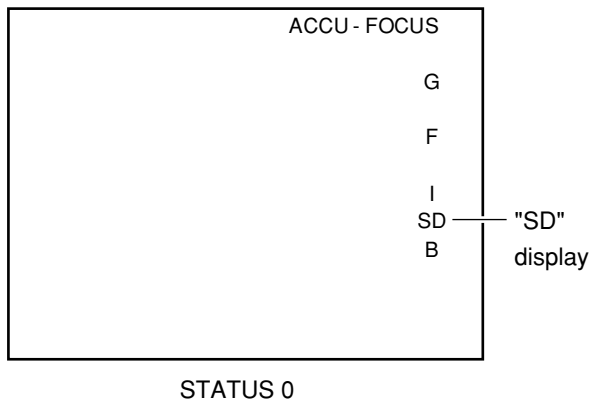 ACCU - FOCUS
G
F
I
SD
B
"SD"
display
STATUS 0